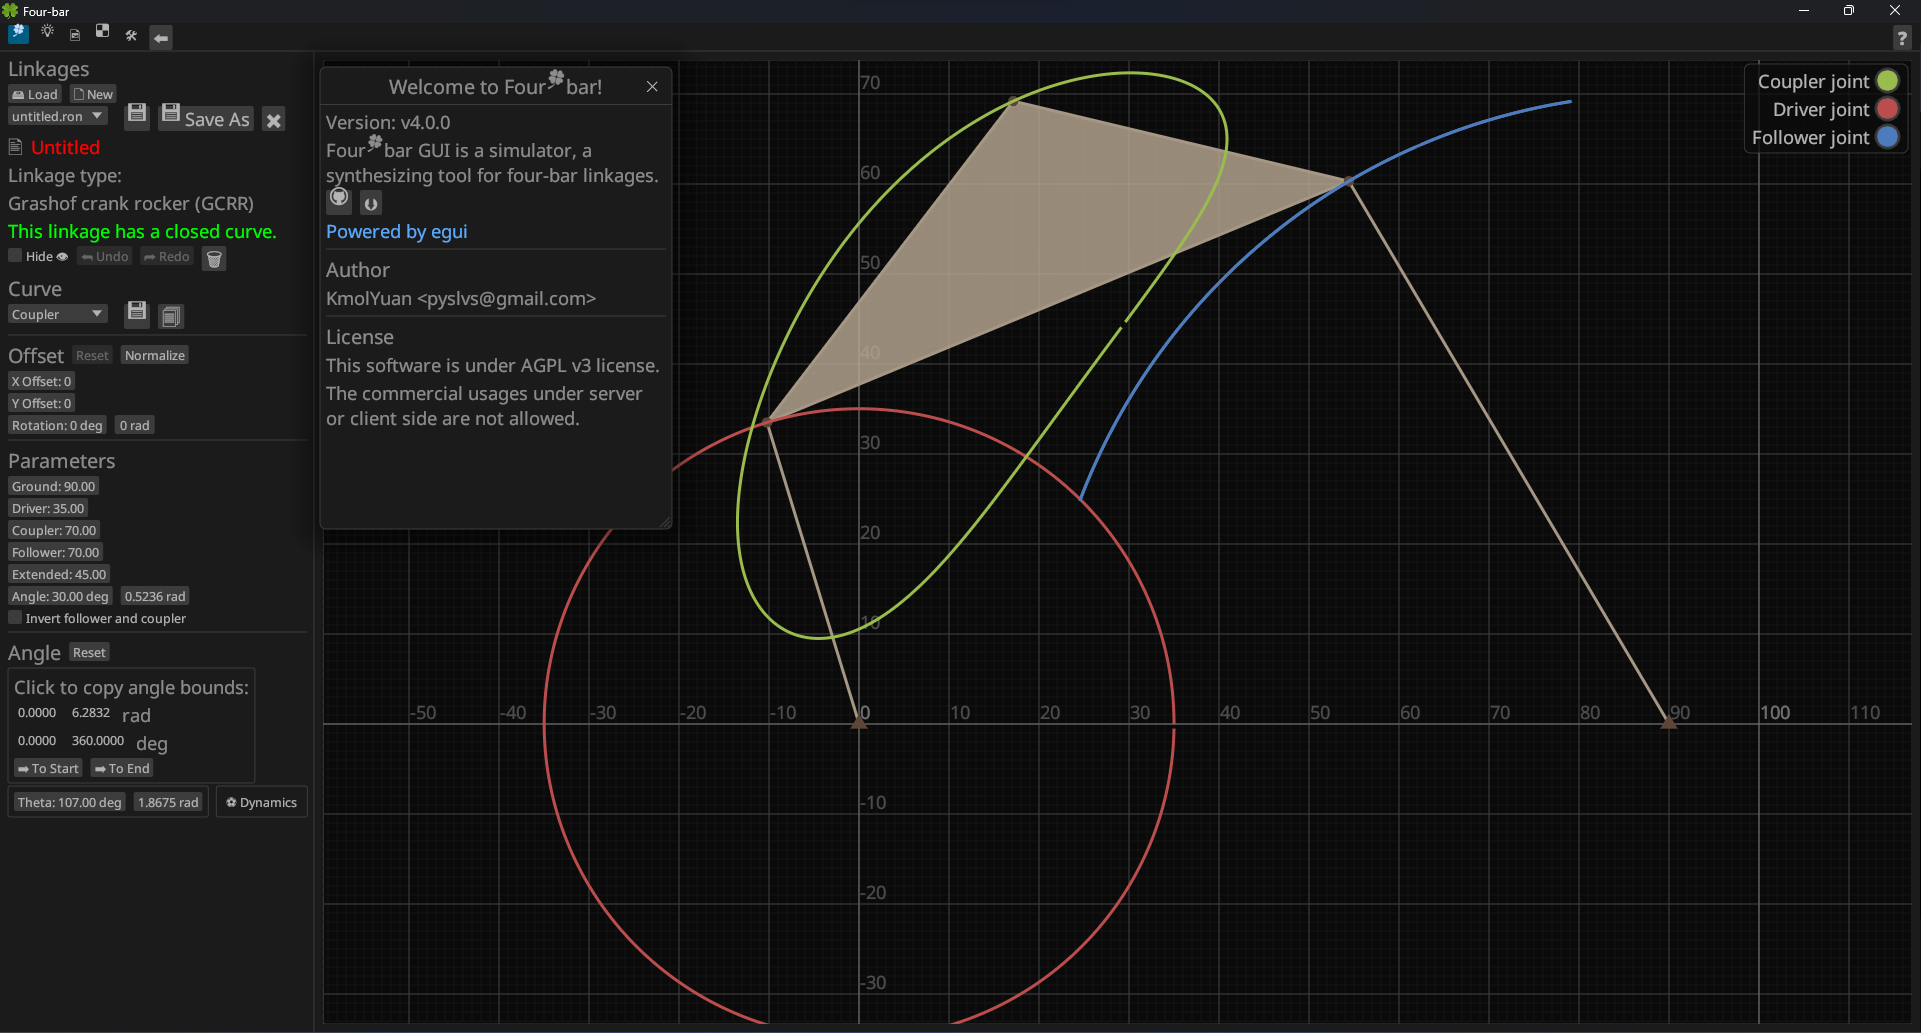 Four-bar
?
Linkages
Load
New
untitled.ron
Save As
Untitled
Linkage type:
Grashof crank rocker (GCRR)
This linkage has a closed curve.
Hide
Undo
Redo
Curve
Coupler
Offset
Reset
Normalize
X Offset: 0
Y Offset: 0
Rotation: 0 deg
0 rad
Parameters
Ground: 90.00
Driver: 35.00
Coupler: 70.00
Follower: 70.00
Extended: 45.00
Angle: 30.00 deg
0.5236 rad
Invert follower and coupler
Angle
Reset
Click to copy angle bounds:
0.0000 6.2832 rad
0.0000 360.0000 deg
To Start
To End
Theta: 107.00 deg
1.8675 rad
Dynamics
Welcome to Four bar!
Version: v4.0.0
Four bar GUI is a simulator, a
synthesizing tool for four-bar linkages.
Powered by egui
Author
KmolYuan <pyslvs@gmail.com>
License
This software is under AGPL v3 license.
The commercial usages under server
or client side are not allowed.
Coupler joint
Driver joint
Follower joint
70
60
50
40
30
20
10
-50 -40 -30 -20 -10 0 10 20 30 40 50 60 70 80 90 100 110
-10
-20
-30